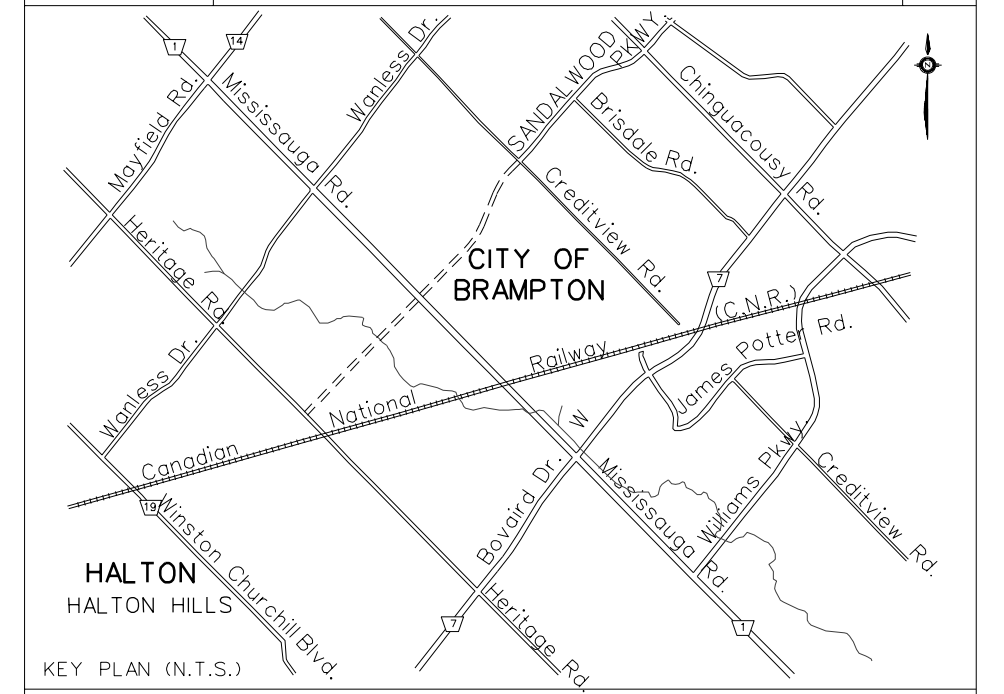 1
14
Mayfield Rd.
Mississauga Rd.
Wanless Dr.
SANDALWOOD PKWY.
Chinguacousy Rd.
Brisdale Rd.
Creditview Rd.
N
Heritage Rd.
CITY OF
BRAMPTON
7
(C.N.R.)
Wanless Dr.
Canadian National Railway
James Potter Rd.
Bovaird Dr. W
Mississauga Rd.
Williams Pkwy.
Creditview Rd.
19
Winston Churchill Blvd.
HALTON
HALTON HILLS
7
Heritage Rd.
1
KEY PLAN (N.T.S.)